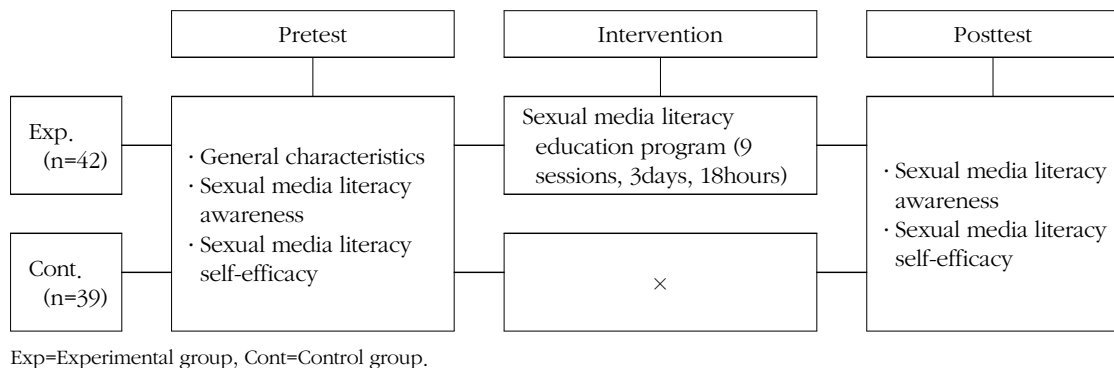 Pretest
Intervention
Posttest
Exp.
(n=42)
· General characteristics
· Sexual media literacy
awareness
· Sexual media literacy
self-efficacy
Sexual media literacy
education program (9
sessions, 3days, 18hours)
· Sexual media literacy
awareness
· Sexual media literacy
self-efficacy
Cont.
(n=39)
×
Exp=Experimental group, Cont=Control group.